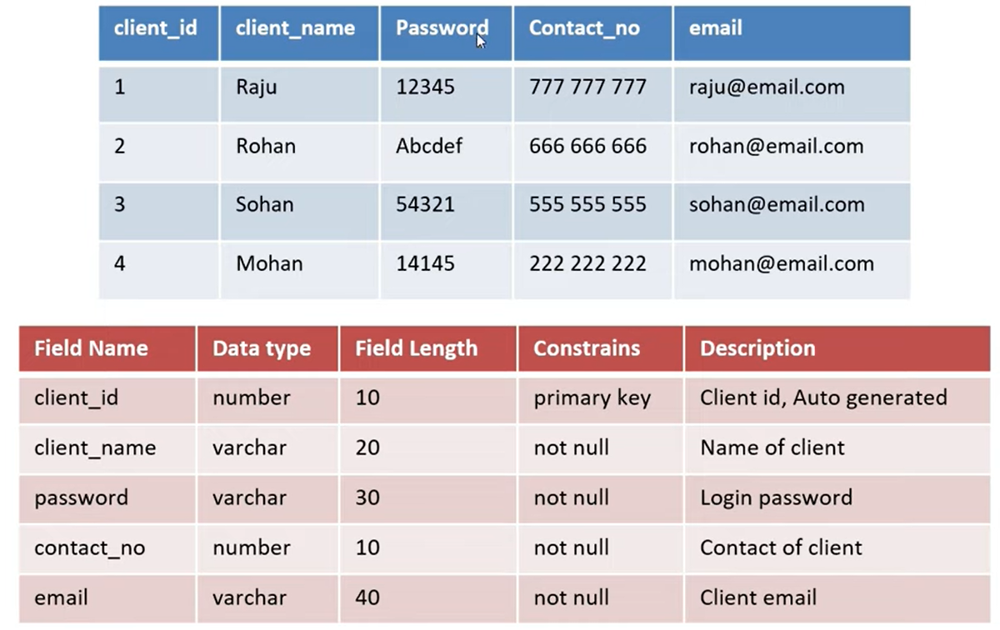 client_id client_name Password Contact_no email
1 Raju 12345 777 777 777 raju@email.com
2 Rohan Abcdef 666 666 666 rohan@email.com
3 Sohan 54321 555 555 555 sohan@email.com
4 Mohan 14145 222 222 222 mohan@email.com
Field Name Data type Field Length Constrains Description
client_id number 10 primary key Client id, Auto generated
client_name varchar 20 not null Name of client
password varchar 30 not null Login password
contact_no number 10 not null Contact of client
email varchar 40 not null Client email